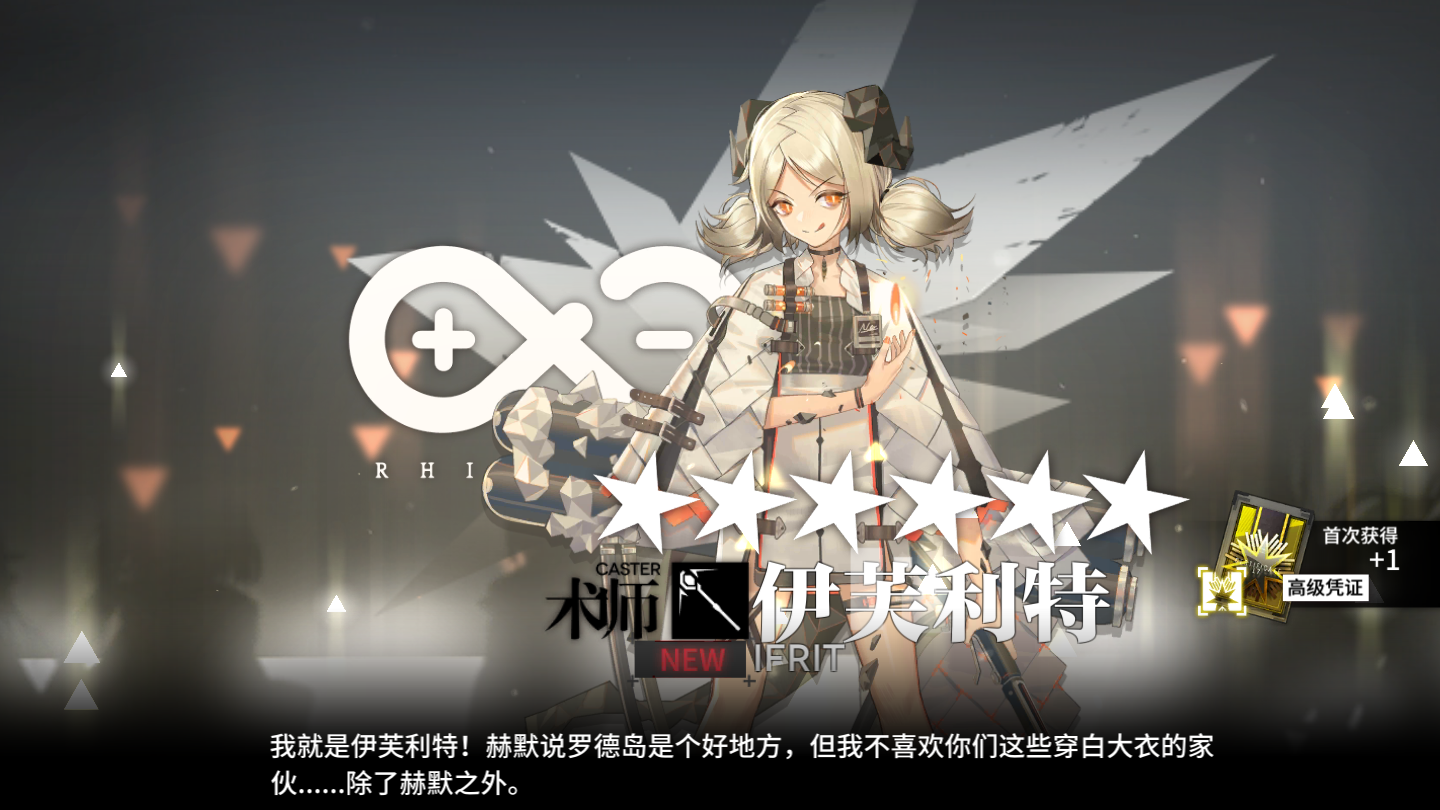 R H I
CASTER
术师
伊芙利特
NEW
IFRIT
首次获得
+1
高级凭证
我就是伊芙利特！赫默说罗德岛是个好地方，但我不喜欢你们这些穿白大衣的家
伙......除了赫默之外。